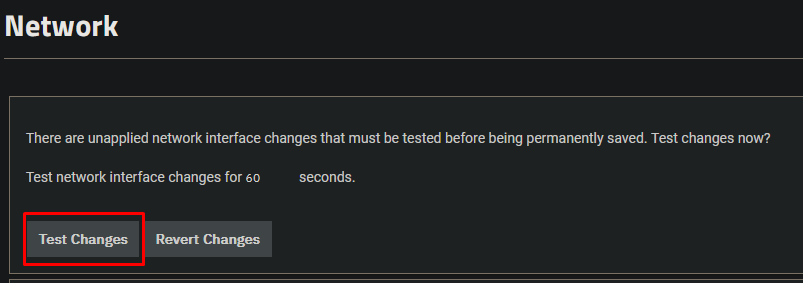 Network
There are unapplied network interface changes that must be tested before being permanently saved. Test changes now?
Test network interface changes for 60 seconds.
Test Changes Revert Changes